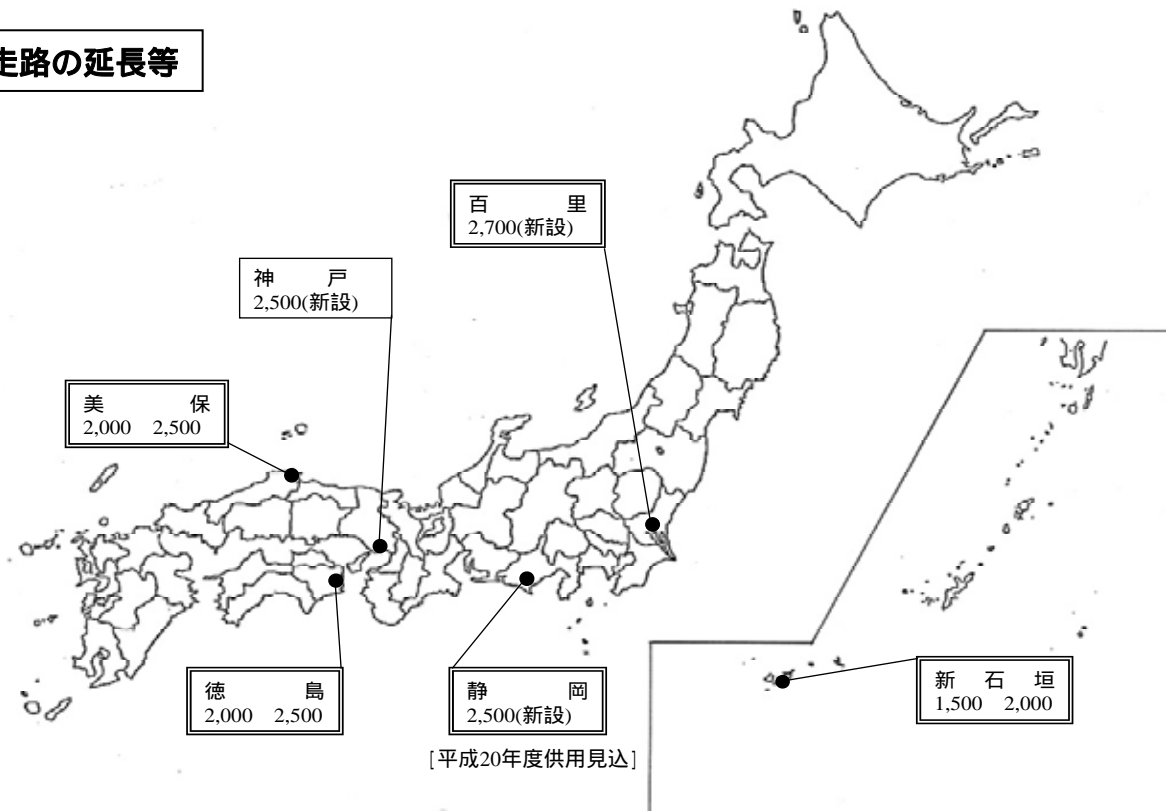 走路の延長等
百 里
2,700(新設)
神 戸
2,500(新設)
美 保
2,000 2,500
徳 島
2,000 2,500
静 岡
2,500(新設)
[平成20年度供用見込]
新 石 垣
1,500 2,000